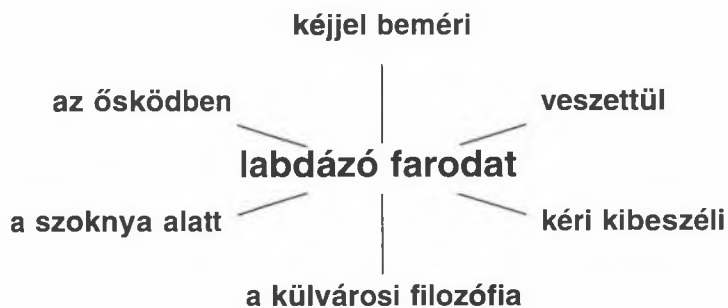 kéjjel beméri
az ősködben
veszettül
labdázó farodat
a szoknya alatt
kéri kibeszéli
a külvárosi filozófia